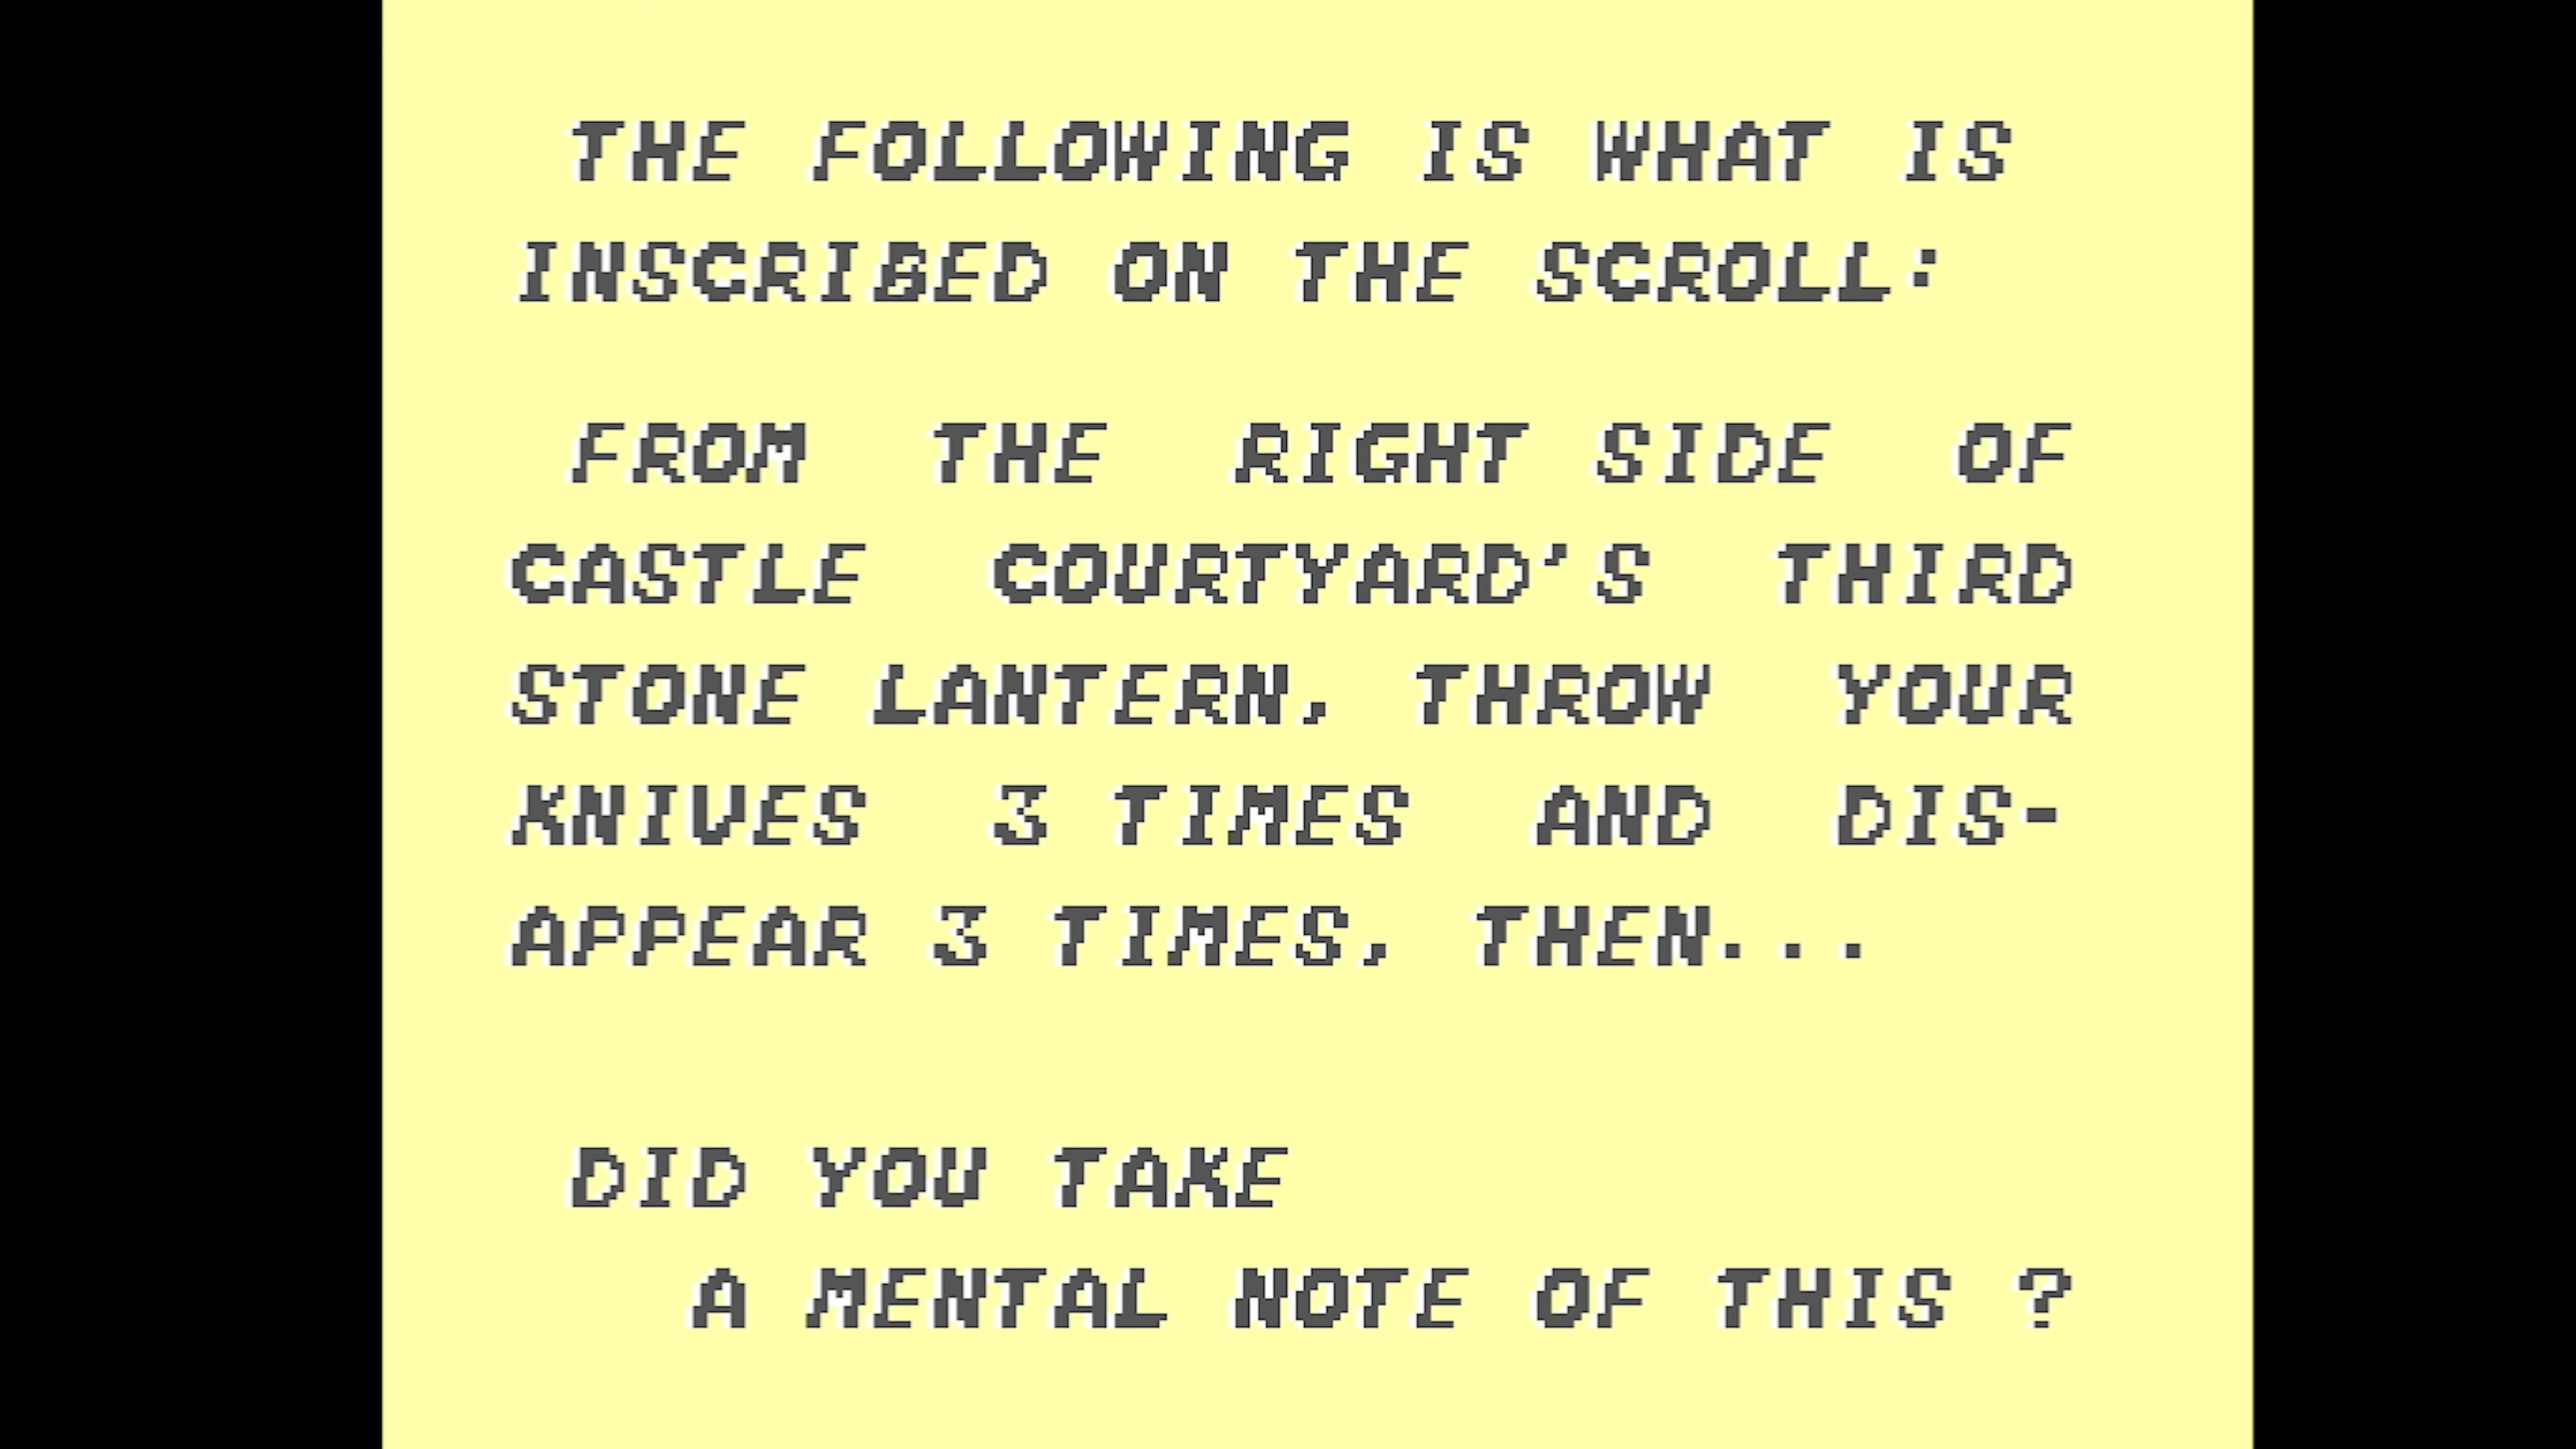 THE FOLLOWING IS WHAT IS
INSCRIBED ON THE SCROLL:
FROM THE RIGHT SIDE OF
CASTLE COURTYARD'S THIRD
STONE LANTERN, THROW YOUR
KNIVES 3 TIMES AND DIS-
APPEAR 3 TIMES, THEN...
DID YOU TAKE
A MENTAL NOTE OF THIS ?